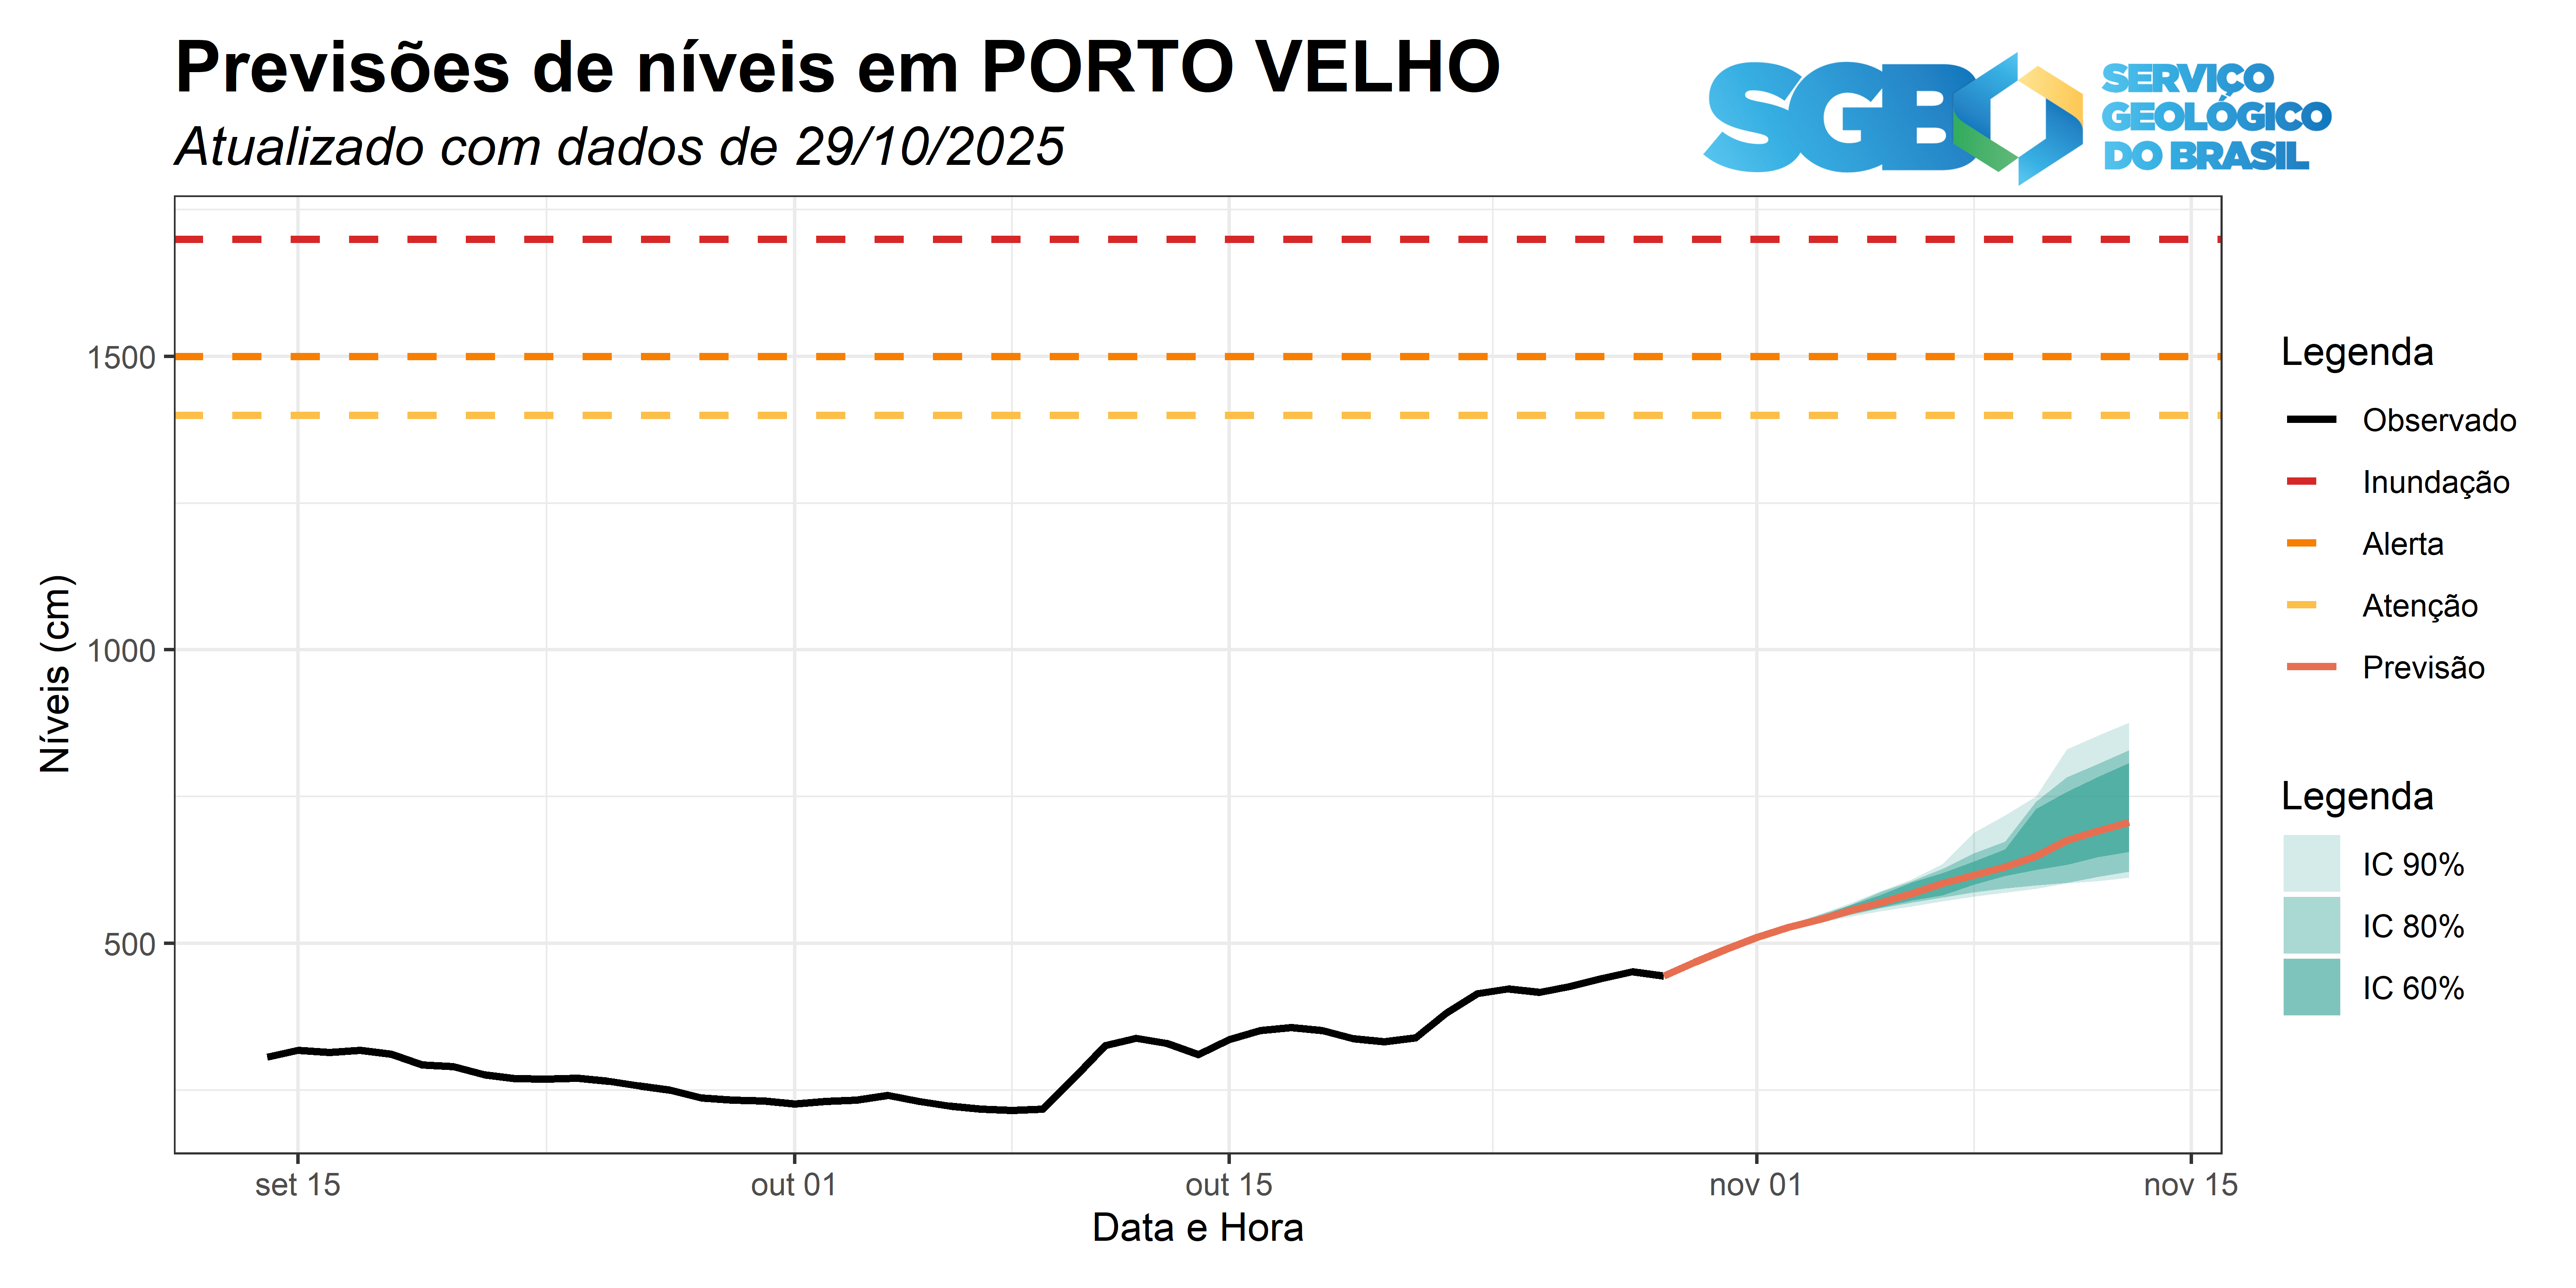 Previsões de níveis em PORTO VELHO
Atualizado com dados de 29/10/2025
SGB
SERVIÇO
GEOLÓGICO
DO BRASIL
Níveis (cm)
1500
1000
500
set 15
out 01
out 15
nov 01
nov 15
Data e Hora
Legenda
Observado
Inundação
Alerta
Atenção
Previsão
Legenda
IC 90%
IC 80%
IC 60%